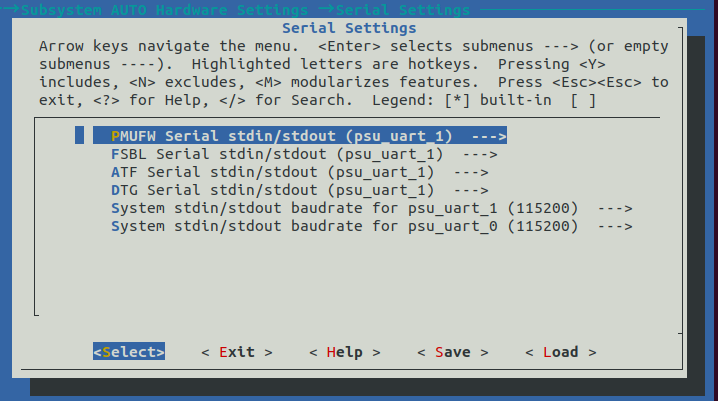 →Subsystem AUTO Hardware Settings →Serial Settings
Serial Settings
Arrow keys navigate the menu.  <Enter> selects submenus ---> (or empty
submenus ----).  Highlighted letters are hotkeys.  Pressing <Y>
includes, <N> excludes, <M> modularizes features.  Press <Esc><Esc> to
exit, <?> for Help, </> for Search.  Legend: [*] built-in  [ ]
PMUFW Serial stdin/stdout (psu_uart_1)  --->
FSBL Serial stdin/stdout (psu_uart_1)  --->
ATF Serial stdin/stdout (psu_uart_1)  --->
DTG Serial stdin/stdout (psu_uart_1)  --->
System stdin/stdout baudrate for psu_uart_1 (115200)  --->
System stdin/stdout baudrate for psu_uart_0 (115200)  --->
<Select>    < Exit >    < Help >    < Save >    < Load >